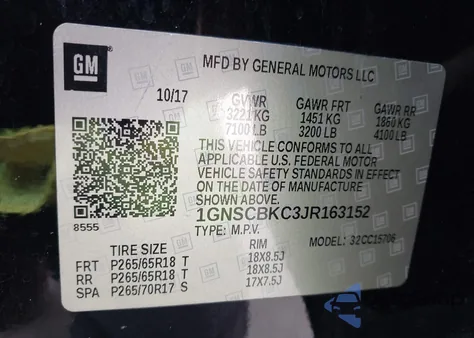 GM
MFD BY GENERAL MOTORS LLC
10/17 GVWR GAWR FRT GAWR RR
3221 KG 1451 KG 1860 KG
7100 LB 3200 LB 4100 LB
THIS VEHICLE CONFORMS TO ALL
APPLICABLE U.S. FEDERAL MOTOR
VEHICLE SAFETY STANDARDS IN EFFECT
ON THE DATE OF MANUFACTURE
SHOWN ABOVE.
8555
1GNSCBKC3JR163152
TYPE: M.P.V. MODEL: 32CC15706
TIRE SIZE RIM
FRT P265/65R18 T 18X8.5J
RR P265/65R18 T 18X8.5J
SPA P265/70R17 S 17X7.5J